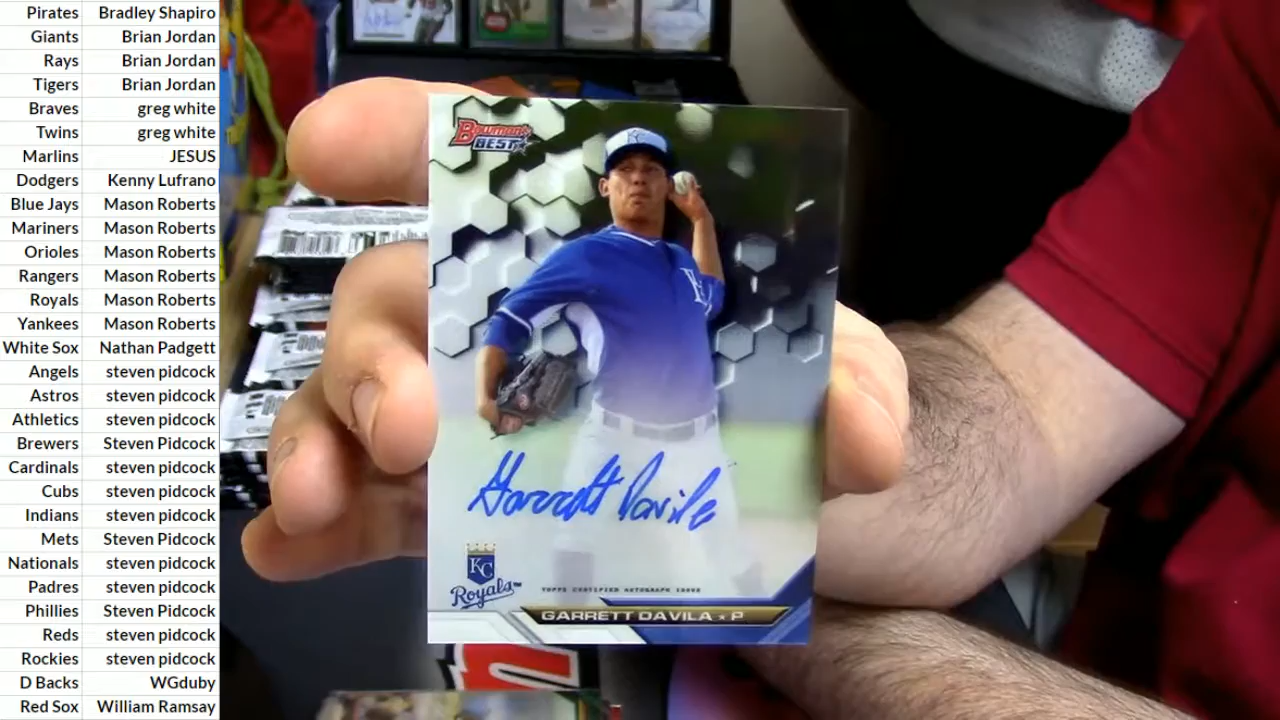 Pirates Bradley Shapiro
Giants Brian Jordan
Rays Brian Jordan
Tigers Brian Jordan
Braves greg white
Twins greg white
Marlins JESUS
Dodgers Kenny Lufrano
Blue Jays Mason Roberts
Mariners Mason Roberts
Orioles Mason Roberts
Rangers Mason Roberts
Royals Mason Roberts
Yankees Mason Roberts
White Sox Nathan Padgett
Angels steven pidcock
Astros steven pidcock
Athletics steven pidcock
Brewers Steven Pidcock
Cardinals steven pidcock
Cubs steven pidcock
Indians steven pidcock
Mets Steven Pidcock
Nationals steven pidcock
Padres steven pidcock
Phillies Steven Pidcock
Reds steven pidcock
Rockies steven pidcock
D Backs WGduby
Red Sox William Ramsay
Bowman's
BEST
Garrett Davila
KC
Royals™
TOPPS CERTIFIED AUTOGRAPH ISSUE
GARRETT DAVILA ★ P